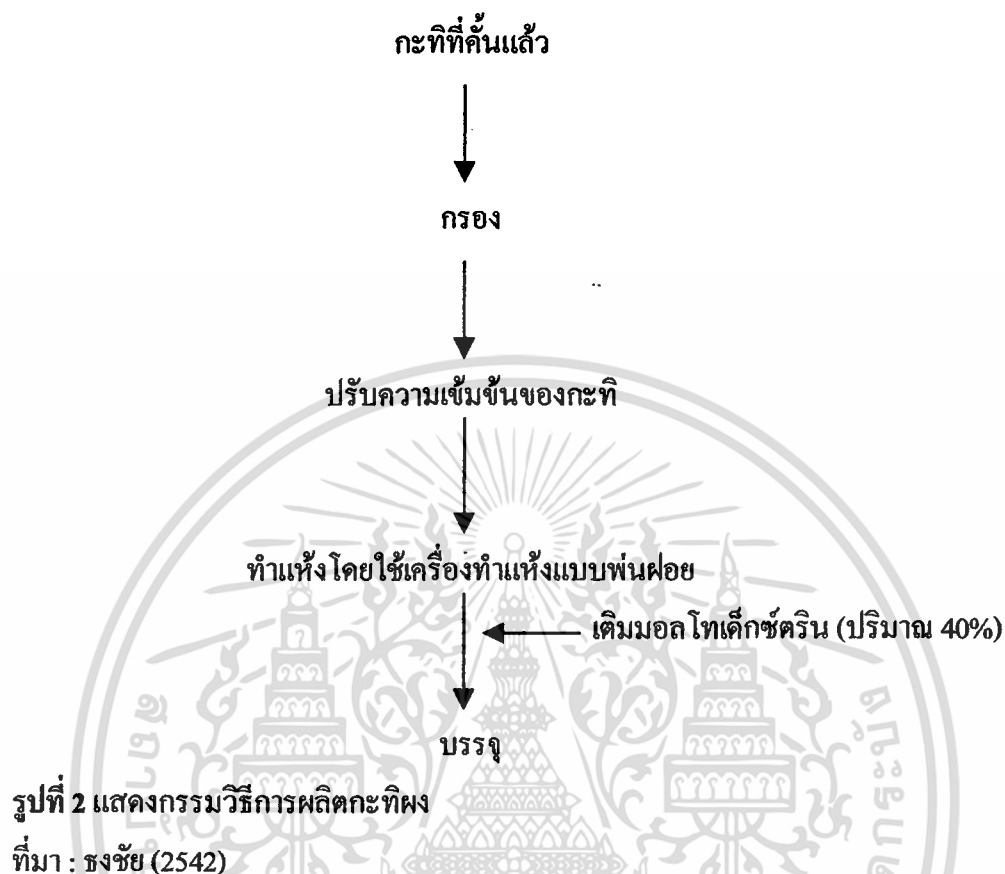 กะทิที่คั้นแล้ว
กรอง
ปรับความเข้มข้นของกะทิ
ทำแห้งโดยใช้เครื่องทำแห้งแบบพ่นฝอย
เติมมอลโทเด็กซ์ตริน (ปริมาณ 40%)
บรรจุ
รูปที่ 2 แสดงกรรมวิธีการผลิตกะทิผง
ที่มา : ธงชัย (2542)